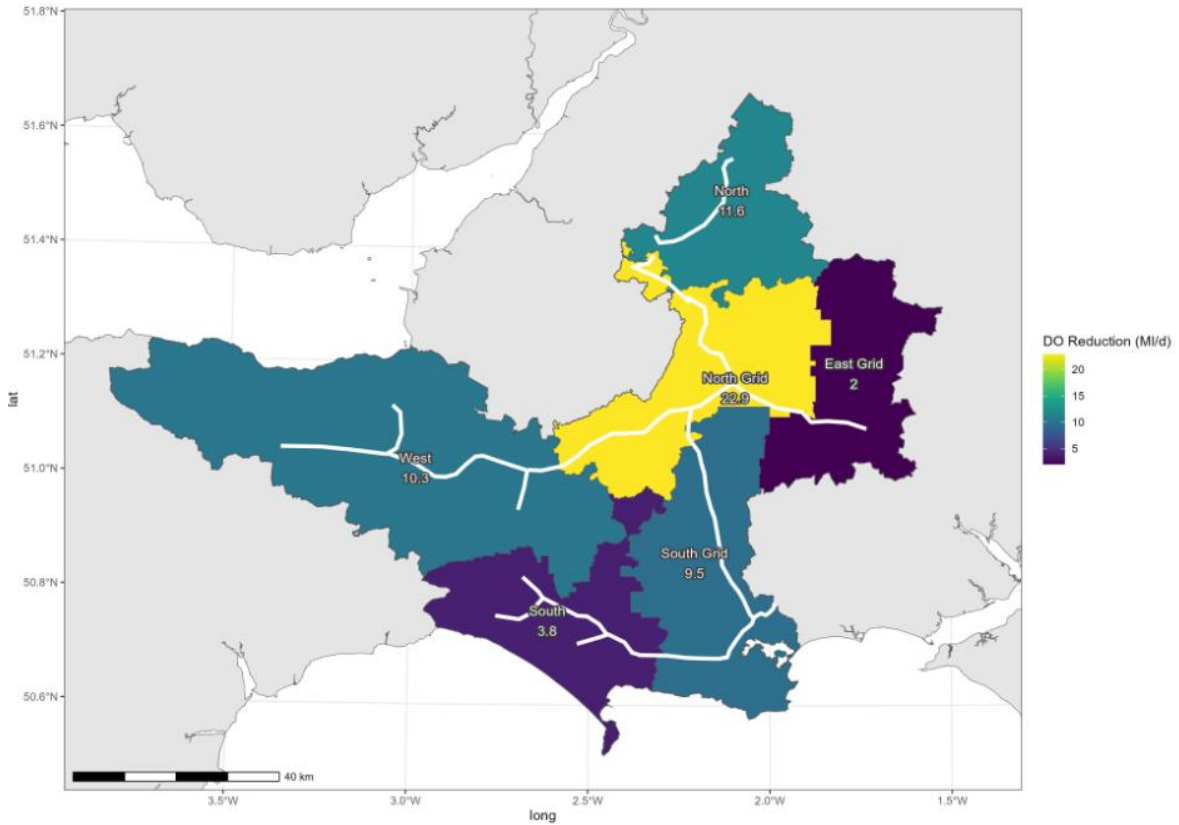 51.8°N
51.6°N
51.4°N
51.2°N
51.0°N
50.8°N
50.6°N
lat
North
11.6
East Grid
2
North Grid
22.9
West
10.3
South Grid
9.5
South
3.8
40 km
3.5°W
3.0°W
2.5°W
2.0°W
1.5°W
long
DO Reduction (Ml/d)
20
15
10
5